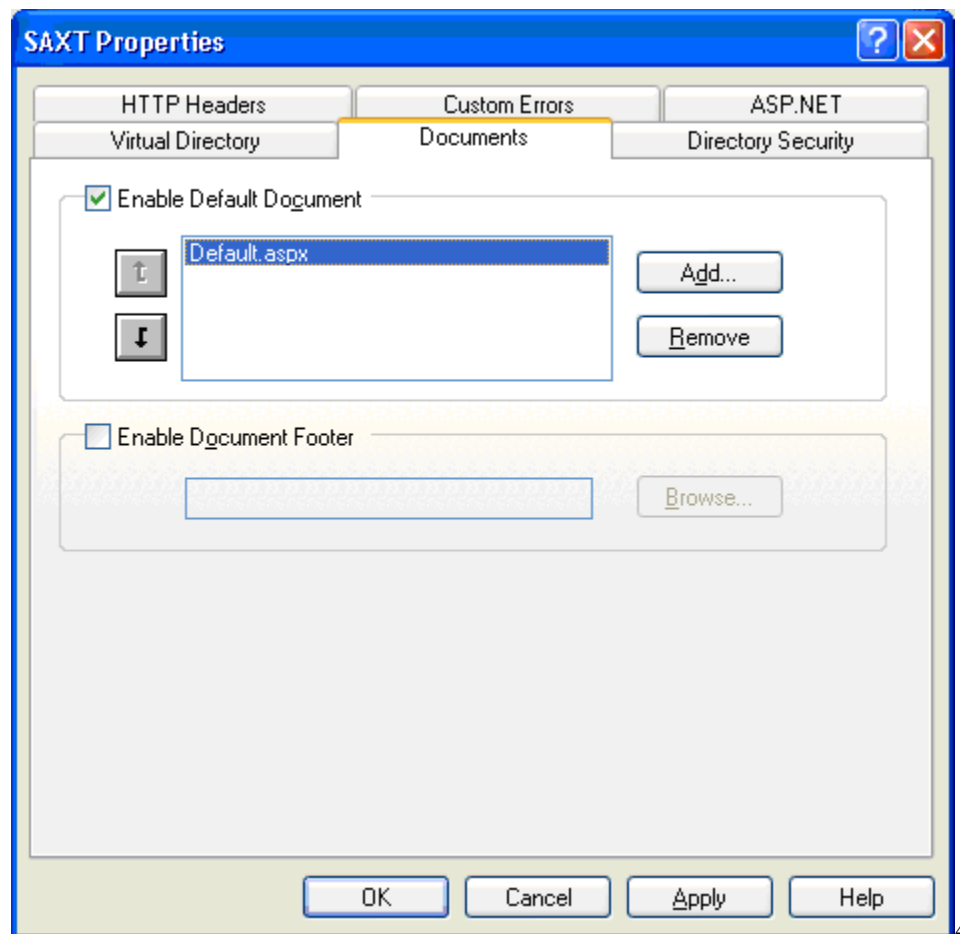 SAXT Properties
HTTP Headers Custom Errors ASP.NET
Virtual Directory Documents Directory Security
Enable Default Document
Default.aspx
Add...
Remove
Enable Document Footer
Browse...
OK Cancel Apply Help